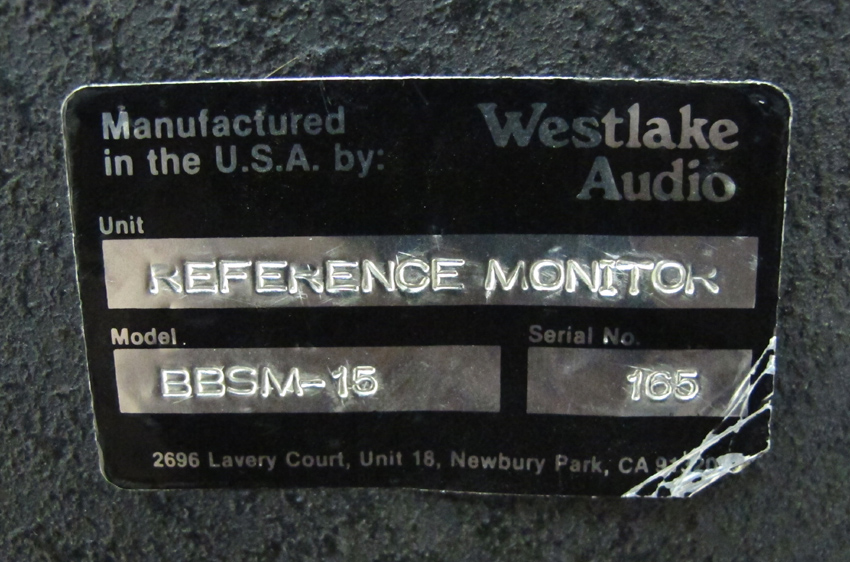 Manufactured
in the U.S.A. by:
Westlake
Audio
Unit
REFERENCE MONITOR
Model
Serial No.
BBSM-15
165
2696 Lavery Court, Unit 18, Newbury Park, CA